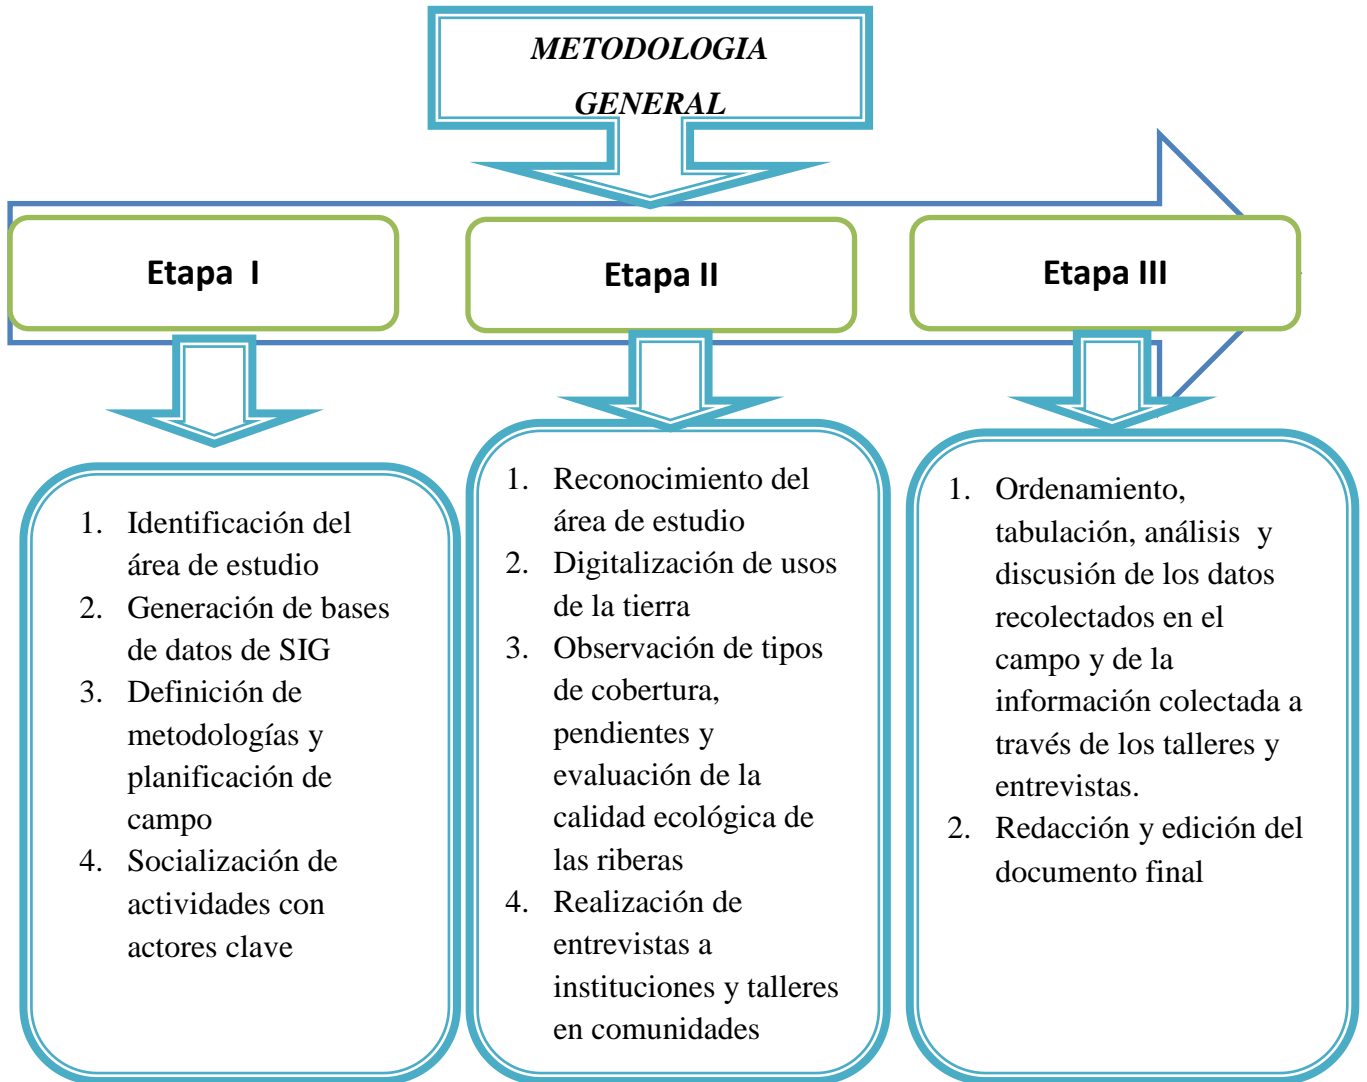 METODOLOGIA
GENERAL
Etapa I
Etapa II
Etapa III
1. Identificación del
área de estudio
2. Generación de bases
de datos de SIG
3. Definición de
metodologías y
planificación de
campo
4. Socialización de
actividades con
actores clave
1. Reconocimiento del
área de estudio
2. Digitalización de usos
de la tierra
3. Observación de tipos
de cobertura,
pendientes y
evaluación de la
calidad ecológica de
las riberas
4. Realización de
entrevistas a
instituciones y talleres
en comunidades
1. Ordenamiento,
tabulación, análisis y
discusión de los datos
recolectados en el
campo y de la
información colectada a
través de los talleres y
entrevistas.
2. Redacción y edición del
documento final